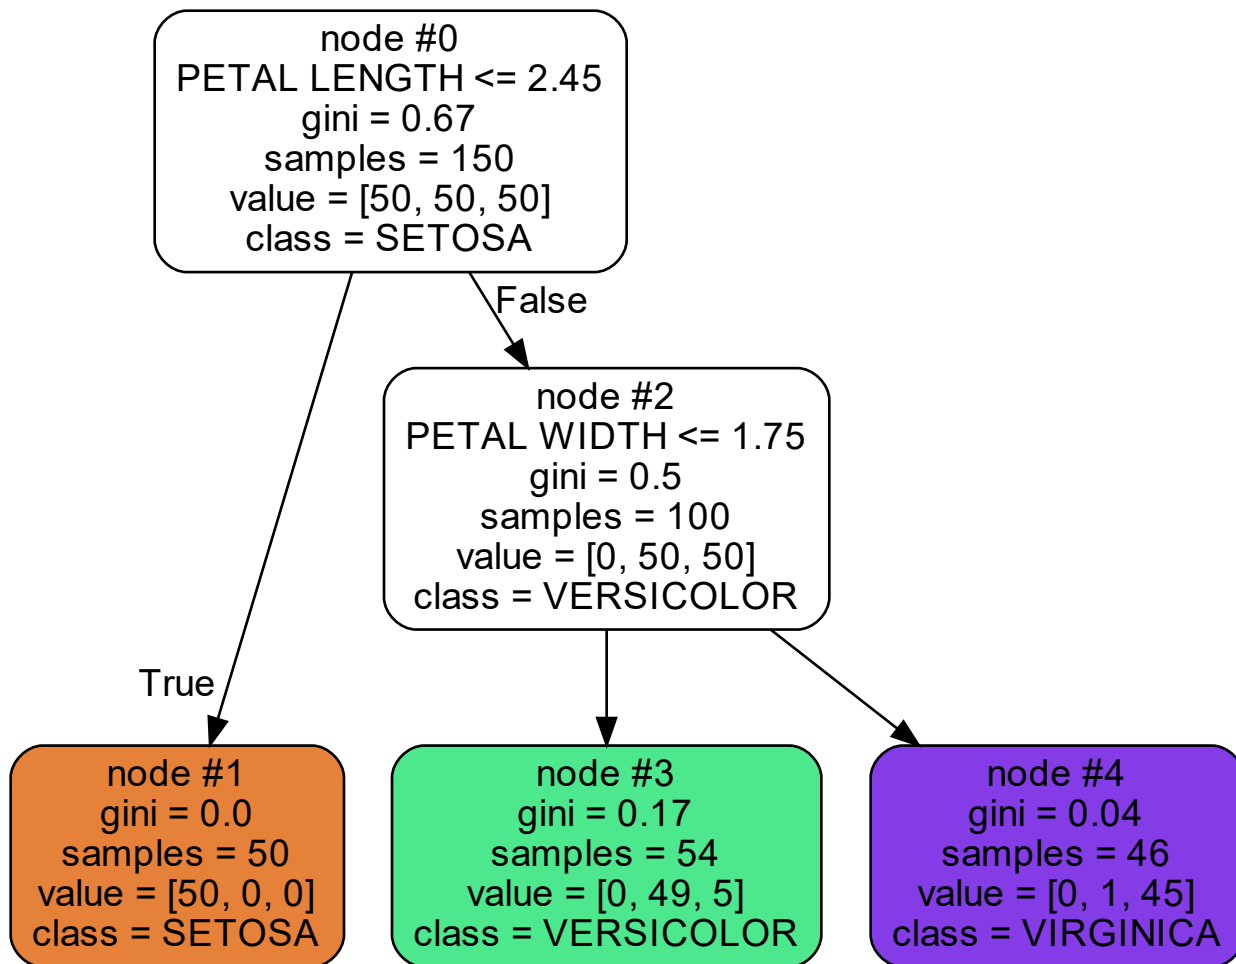 node #0
PETAL LENGTH <= 2.45
gini = 0.67
samples = 150
value = [50, 50, 50]
class = SETOSA
False
node #2
PETAL WIDTH <= 1.75
gini = 0.5
samples = 100
value = [0, 50, 50]
class = VERSICOLOR
True
node #1
gini = 0.0
samples = 50
value = [50, 0, 0]
class = SETOSA
node #3
gini = 0.17
samples = 54
value = [0, 49, 5]
class = VERSICOLOR
node #4
gini = 0.04
samples = 46
value = [0, 1, 45]
class = VIRGINICA